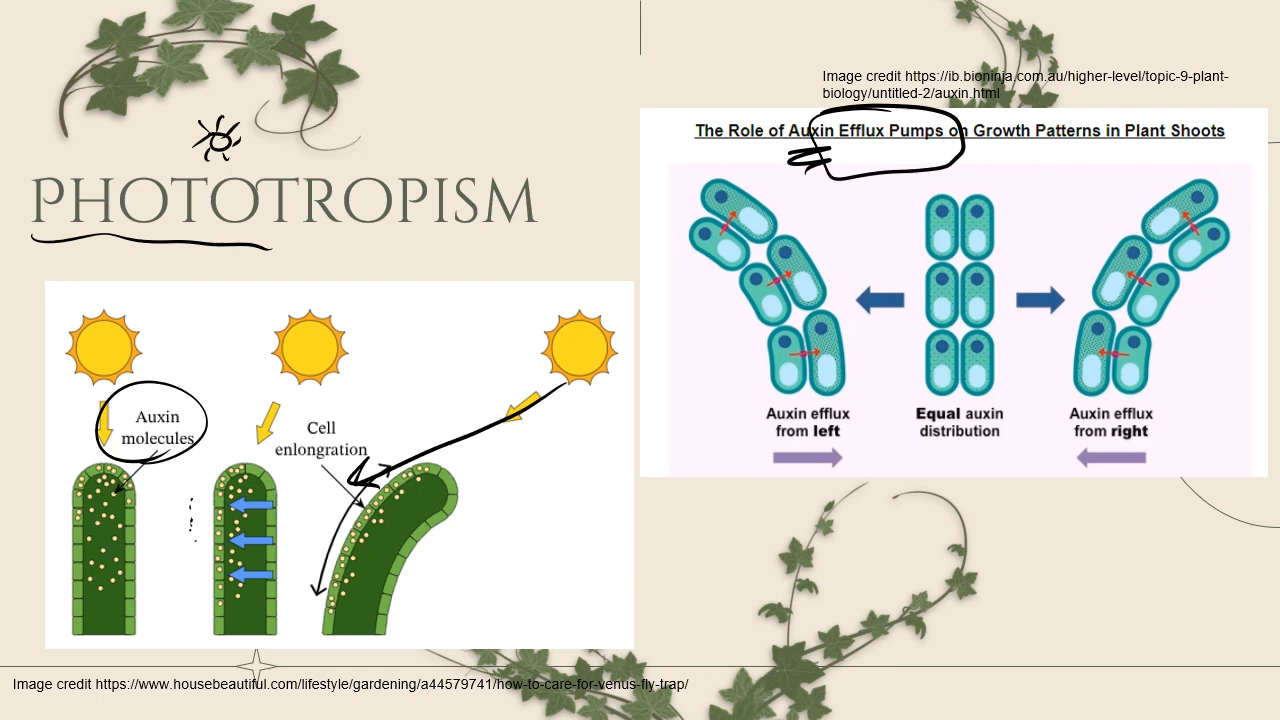 Image credit https://ib.bioninja.com.au/higher-level/topic-9-plant-
biology/untitled-2/auxin.html
PHOTOTROPISM
The Role of Auxin Efflux Pumps on Growth Patterns in Plant Shoots
Auxin
molecules
Cell
enlongration
Auxin efflux
from left
Equal auxin
distribution
Auxin efflux
from right
Image credit https://www.housebeautiful.com/lifestyle/gardening/a44579741/how-to-care-for-venus-fly-trap/